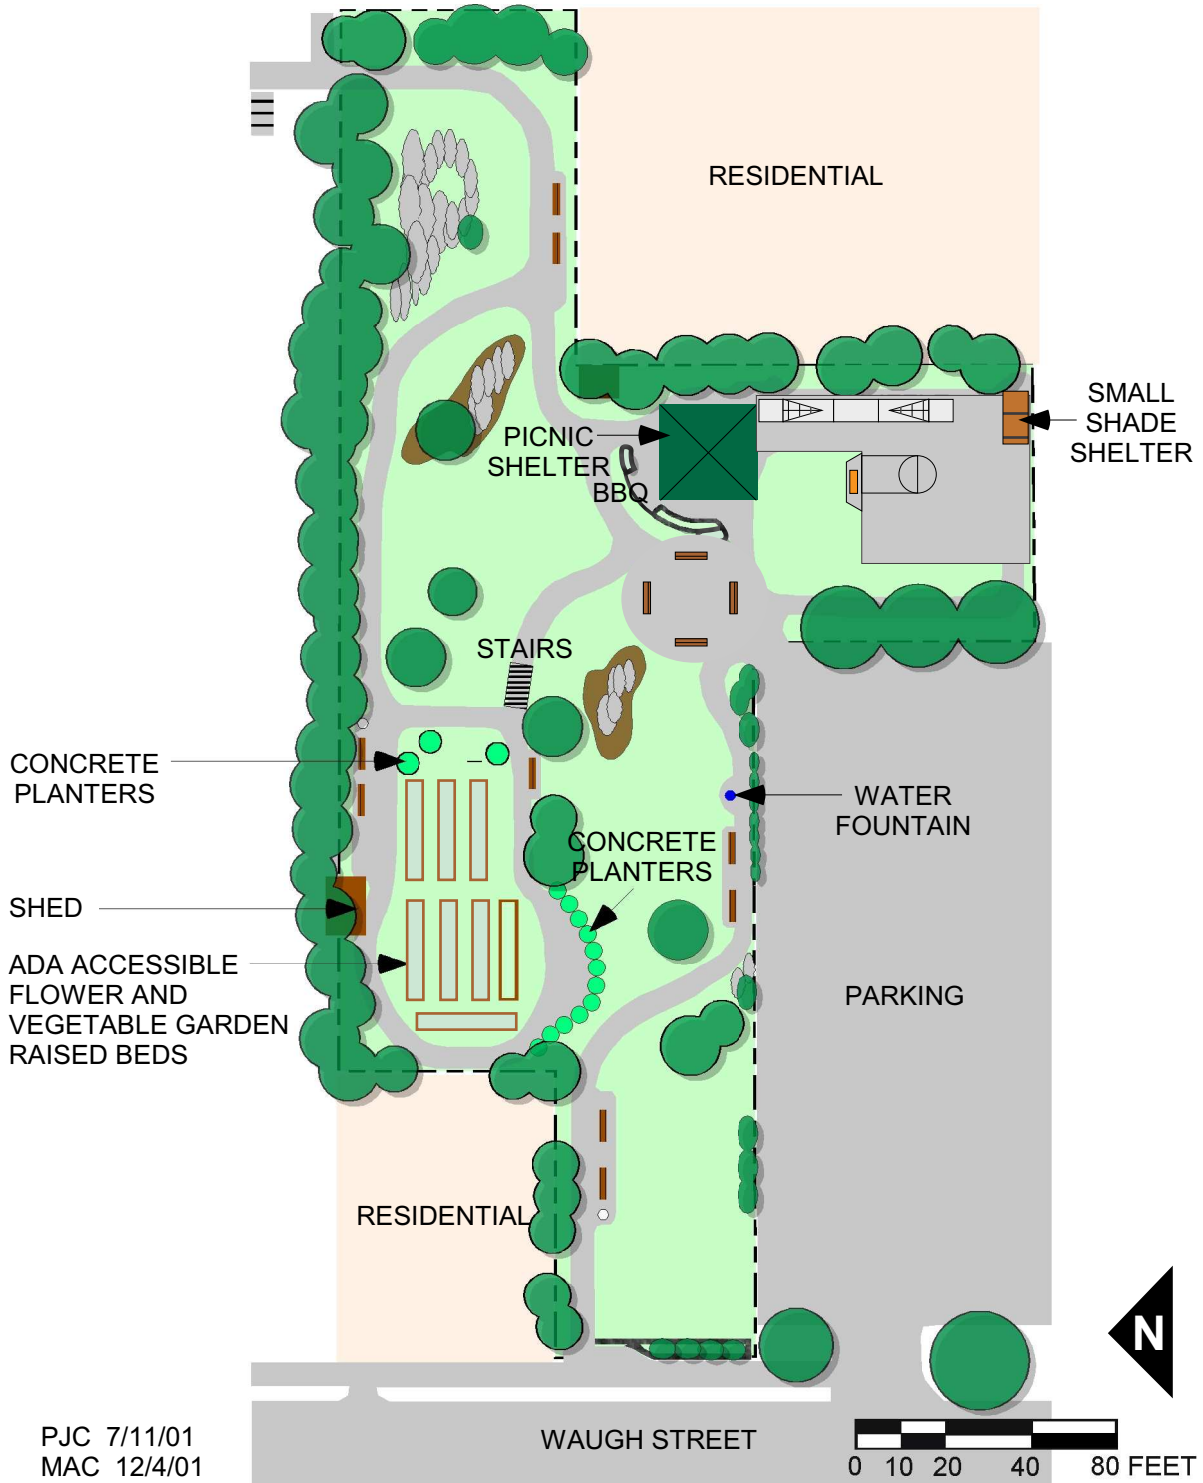 RESIDENTIAL
SMALL
SHADE
SHELTER
PICNIC
SHELTER
BBQ
STAIRS
CONCRETE
PLANTERS
WATER
FOUNTAIN
CONCRETE
PLANTERS
SHED
ADA ACCESSIBLE
FLOWER AND
VEGETABLE GARDEN
RAISED BEDS
PARKING
RESIDENTIAL
N
WAUGH STREET
PJC 7/11/01
MAC 12/4/01
0 10 20 40 80 FEET